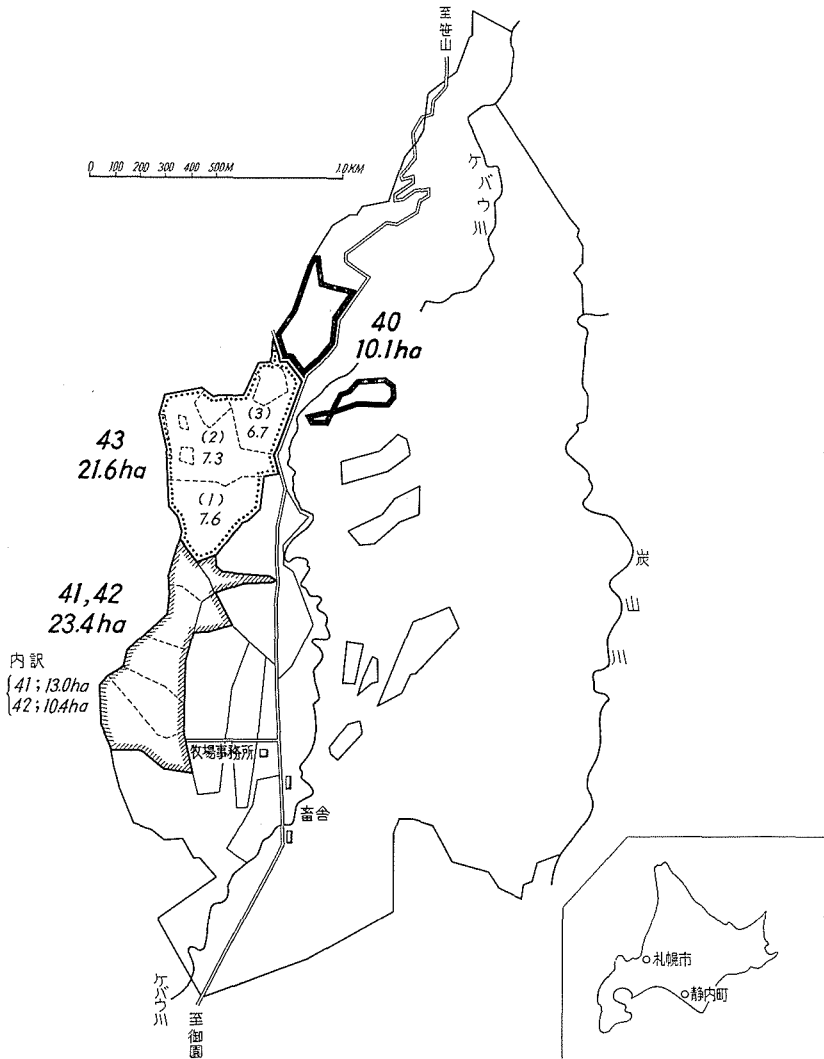 至笹山
0 100 200 300 400 500M 1.0KM
ケバウ川
40
10.1ha
(3)
6.7
(2)
7.3
43
21.6ha
(1)
7.6
炭山川
41,42
23.4ha
内訳
41;13.0ha
42;10.4ha
牧場事務所
畜舎
札幌市
静内町
ケバウ川
至御園